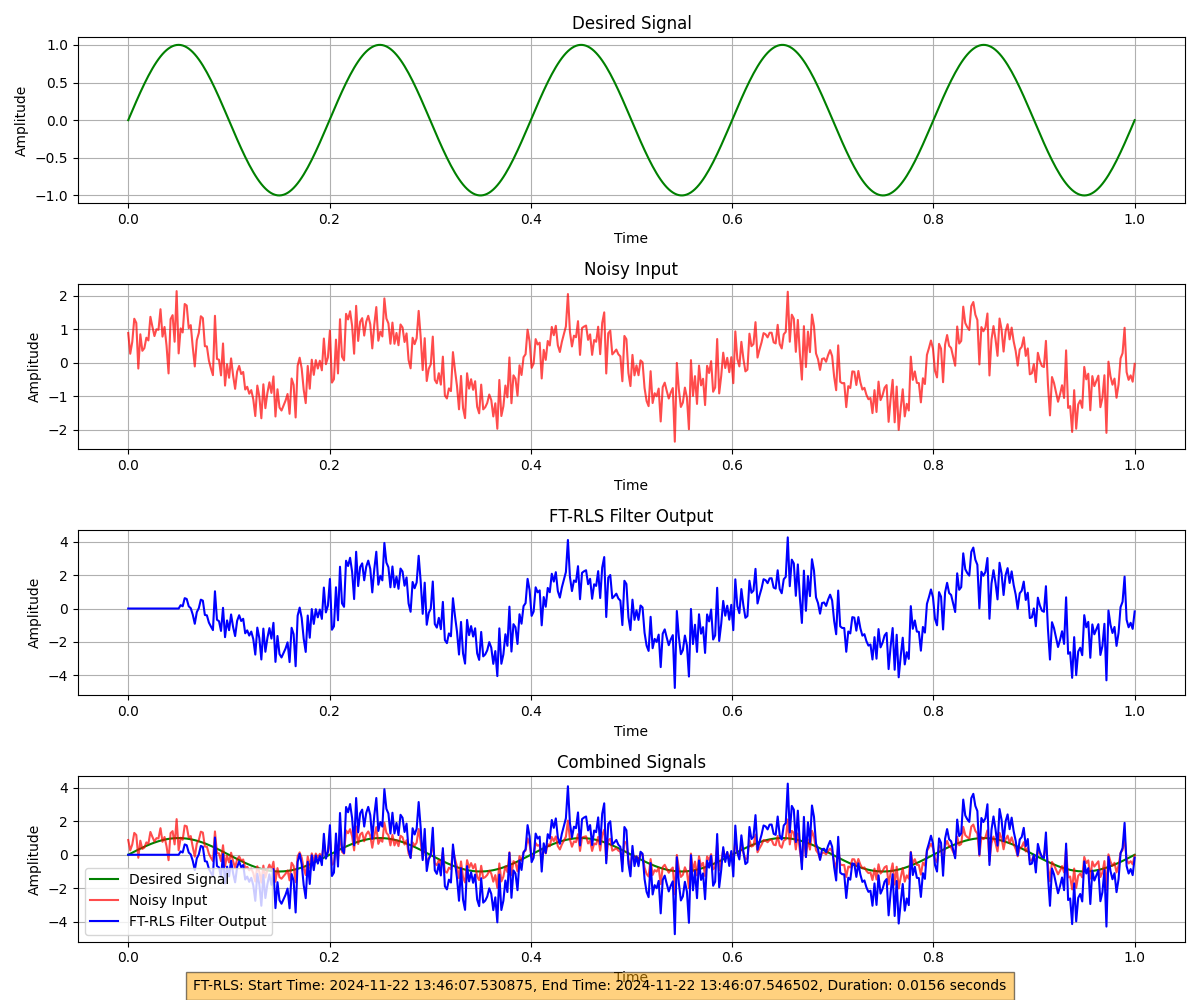 Desired Signal
1.0
0.5
0.0
−0.5
−1.0
Amplitude
0.0 0.2 0.4 0.6 0.8 1.0
Time
Noisy Input
2
1
0
−1
−2
Amplitude
0.0 0.2 0.4 0.6 0.8 1.0
Time
FT-RLS Filter Output
4
2
0
−2
−4
Amplitude
0.0 0.2 0.4 0.6 0.8 1.0
Time
Combined Signals
4
2
0
−2
−4
Amplitude
Desired Signal
Noisy Input
FT-RLS Filter Output
0.0 0.2 0.4 0.6 0.8 1.0
Time
FT-RLS: Start Time: 2024-11-22 13:46:07.530875, End Time: 2024-11-22 13:46:07.546502, Duration: 0.0156 seconds